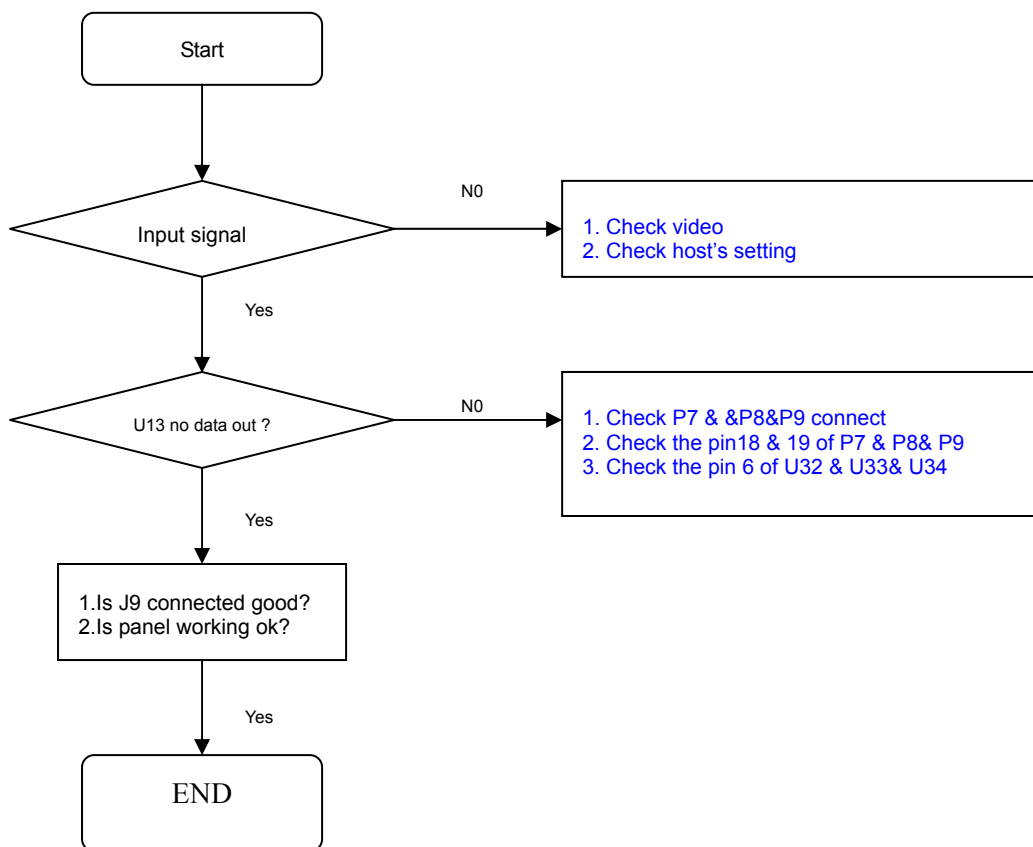 Start
N0
Input signal
1. Check video
2. Check host's setting
Yes
U13 no data out ?
N0
1. Check P7 & &P8&P9 connect
2. Check the pin18 & 19 of P7 & P8& P9
3. Check the pin 6 of U32 & U33& U34
Yes
1.Is J9 connected good?
2.Is panel working ok?
Yes
END